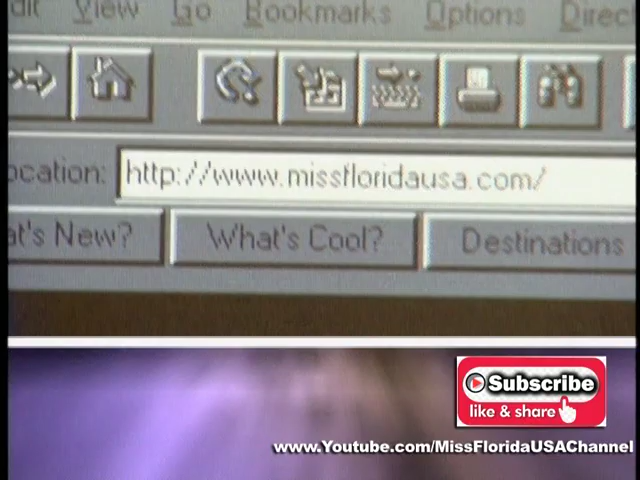 dit View Go Bookmarks Options Direc
ocation: http://www.missfloridausa.com/
at's New? What's Cool? Destinations
Subscribe
like & share
www.Youtube.com/MissFloridaUSAChannel